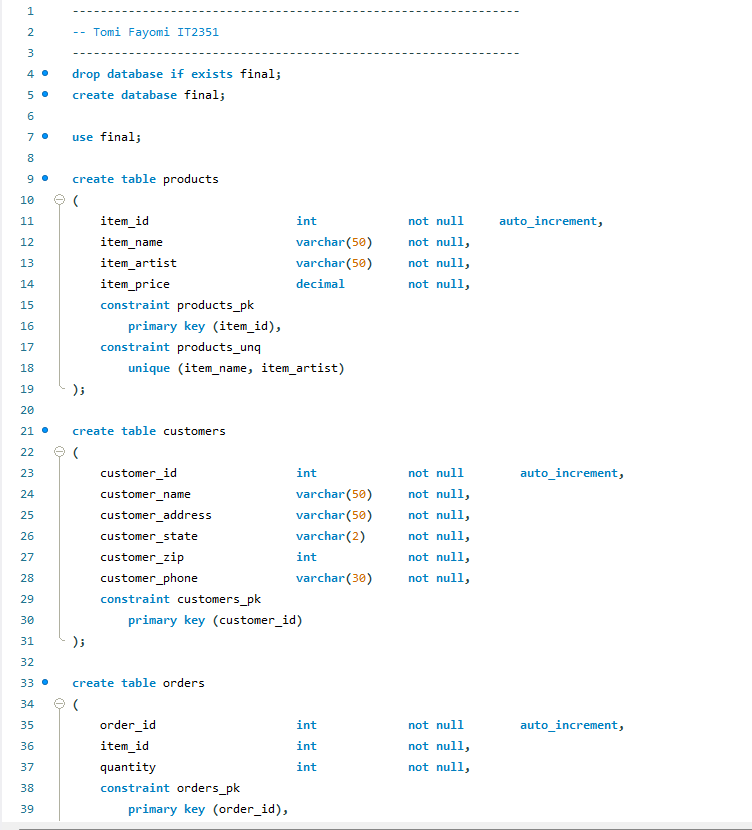 1 ----------------------------------------------------------------
2 -- Tomi Fayomi IT2351
3 ----------------------------------------------------------------
4 drop database if exists final;
5 create database final;
6
7 use final;
8
9 create table products
10 (
11 item_id int not null auto_increment,
12 item_name varchar(50) not null,
13 item_artist varchar(50) not null,
14 item_price decimal not null,
15 constraint products_pk
16 primary key (item_id),
17 constraint products_unq
18 unique (item_name, item_artist)
19 );
20
21 create table customers
22 (
23 customer_id int not null auto_increment,
24 customer_name varchar(50) not null,
25 customer_address varchar(50) not null,
26 customer_state varchar(2) not null,
27 customer_zip int not null,
28 customer_phone varchar(30) not null,
29 constraint customers_pk
30 primary key (customer_id)
31 );
32
33 create table orders
34 (
35 order_id int not null auto_increment,
36 item_id int not null,
37 quantity int not null,
38 constraint orders_pk
39 primary key (order_id),